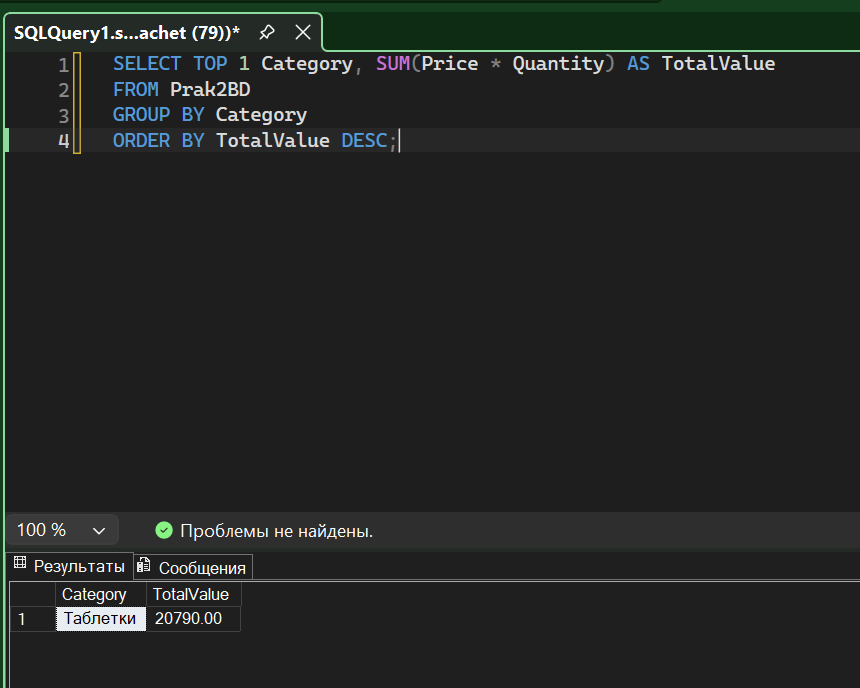 SQLQuery1.s...achet (79))*
1 SELECT TOP 1 Category, SUM(Price * Quantity) AS TotalValue
2 FROM Prak2BD
3 GROUP BY Category
4 ORDER BY TotalValue DESC;
100 % Проблемы не найдены.
Результаты Сообщения
Category TotalValue
1 Таблетки 20790.00